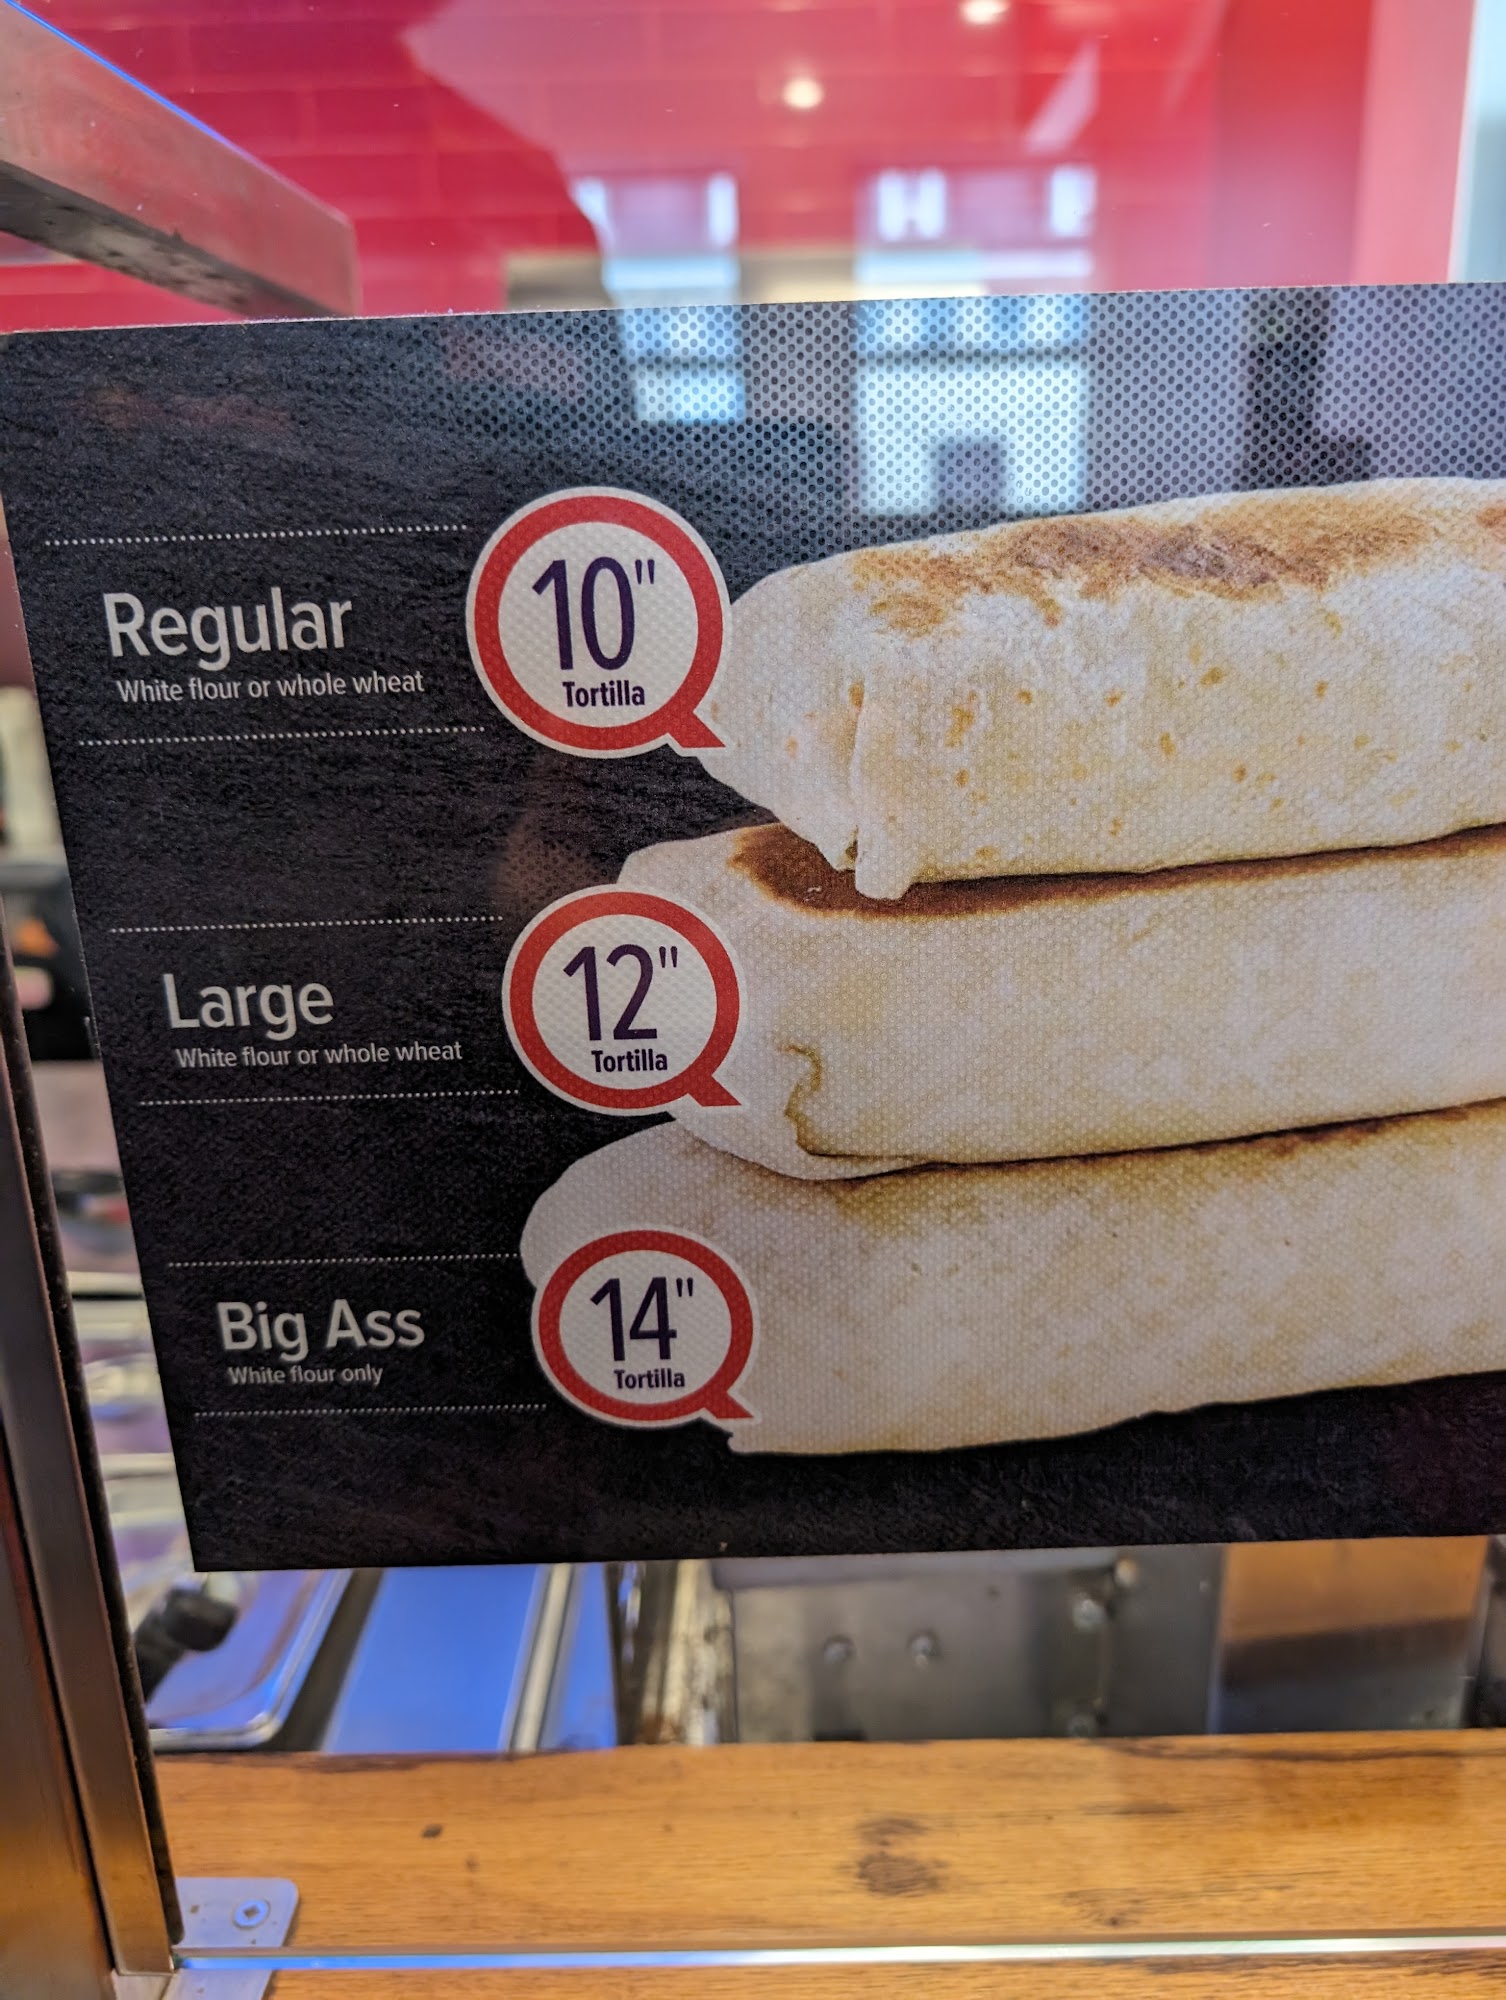 Regular
White flour or whole wheat
10"
Tortilla
Large
White flour or whole wheat
12"
Tortilla
Big Ass
White flour only
14"
Tortilla